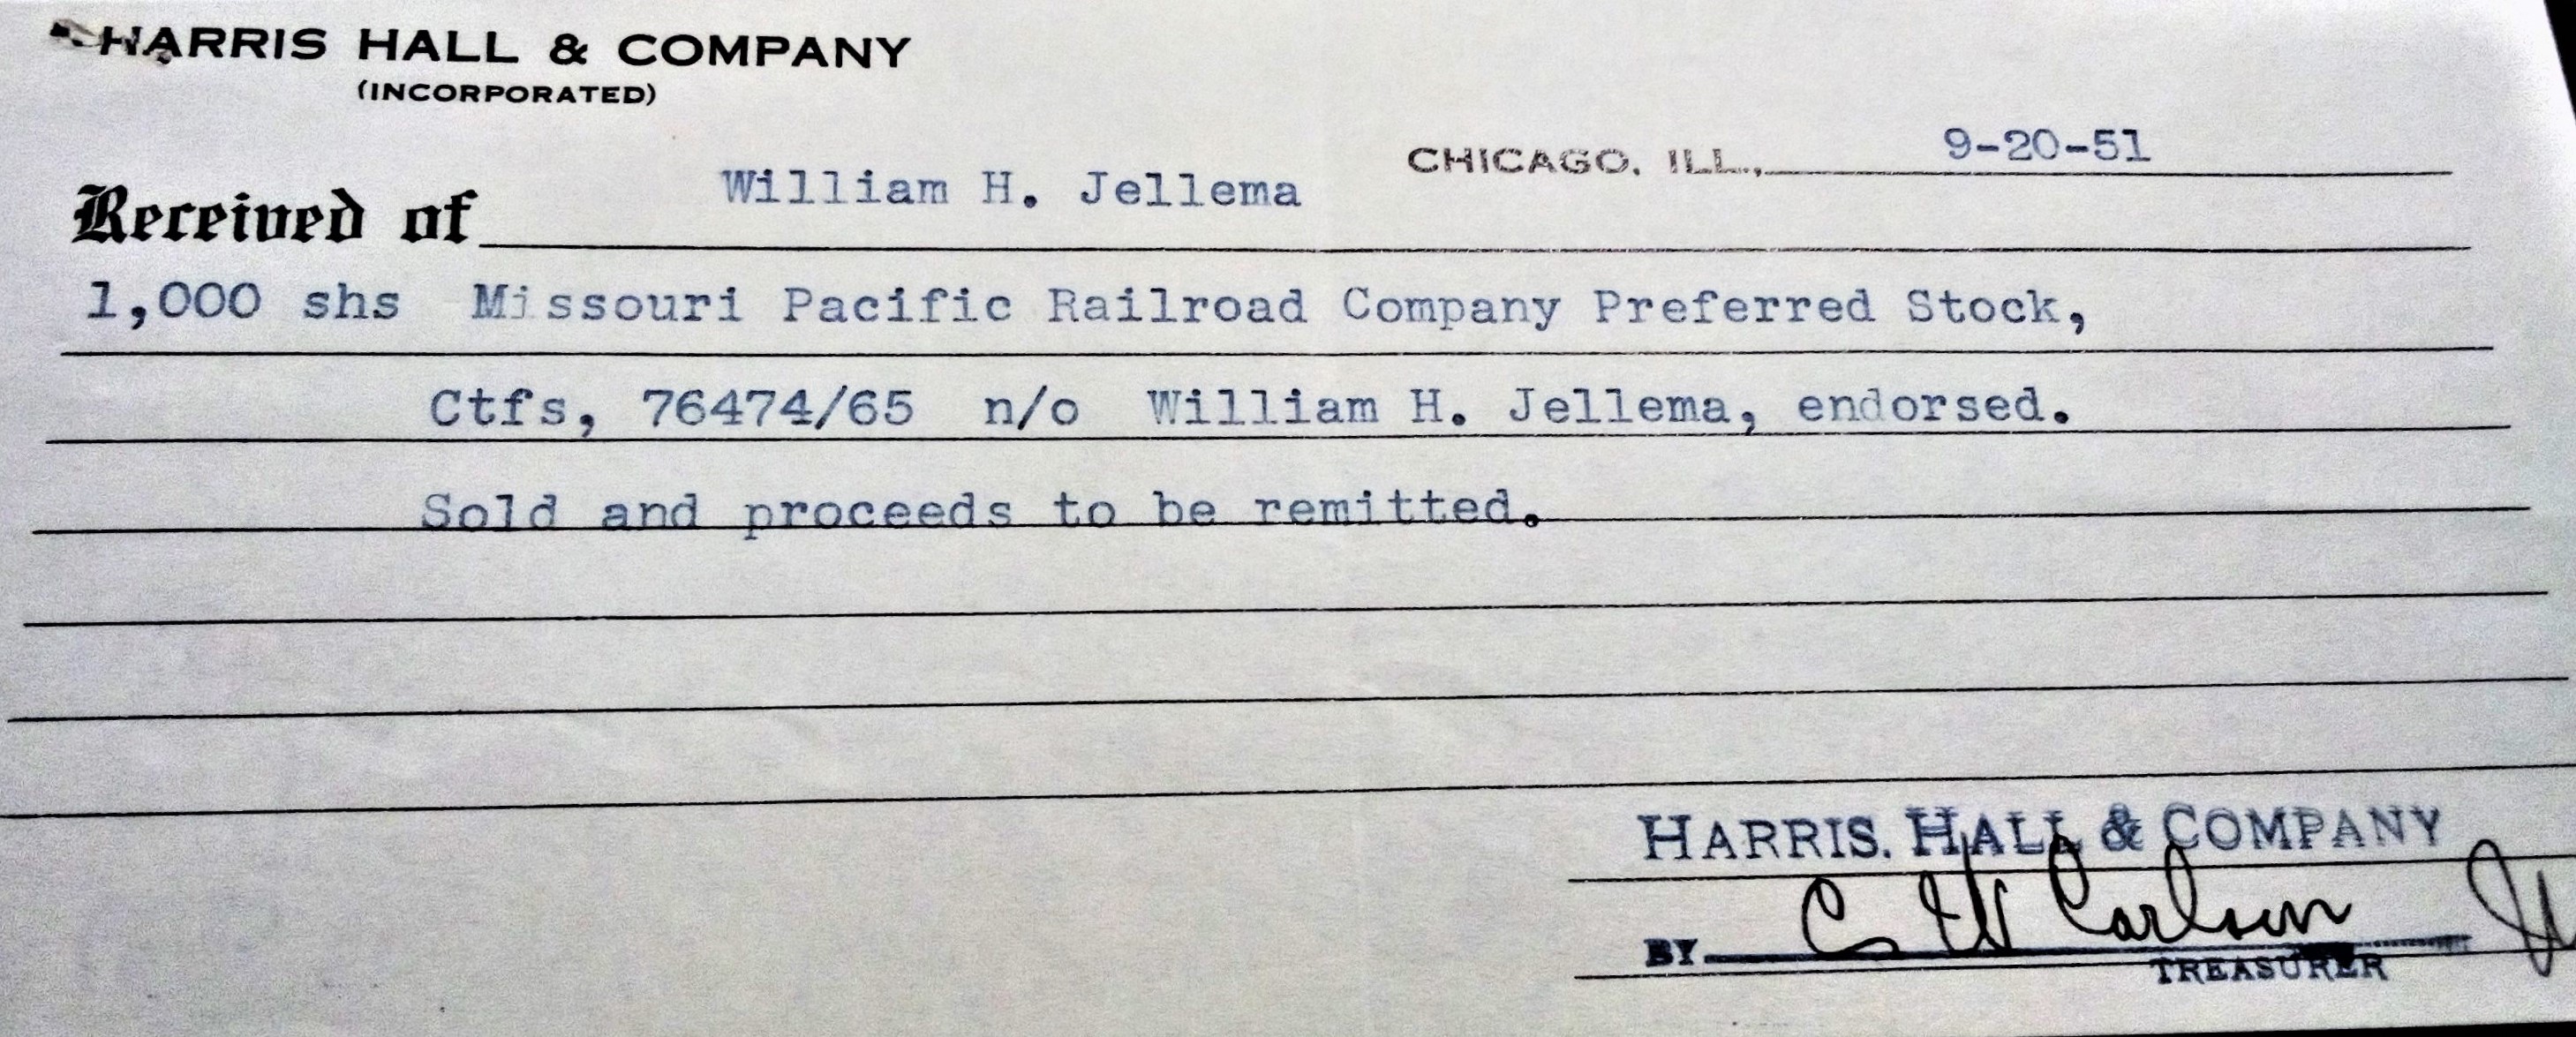 HARRIS HALL & COMPANY
(INCORPORATED)
CHICAGO, ILL., 9-20-51
Received of William H. Jellema
1,000 shs Missouri Pacific Railroad Company Preferred Stock,
Ctfs, 76474/65 n/o William H. Jellema, endorsed.
Sold and proceeds to be remitted.
HARRIS, HALL & COMPANY
BY C W Carlson
TREASURER